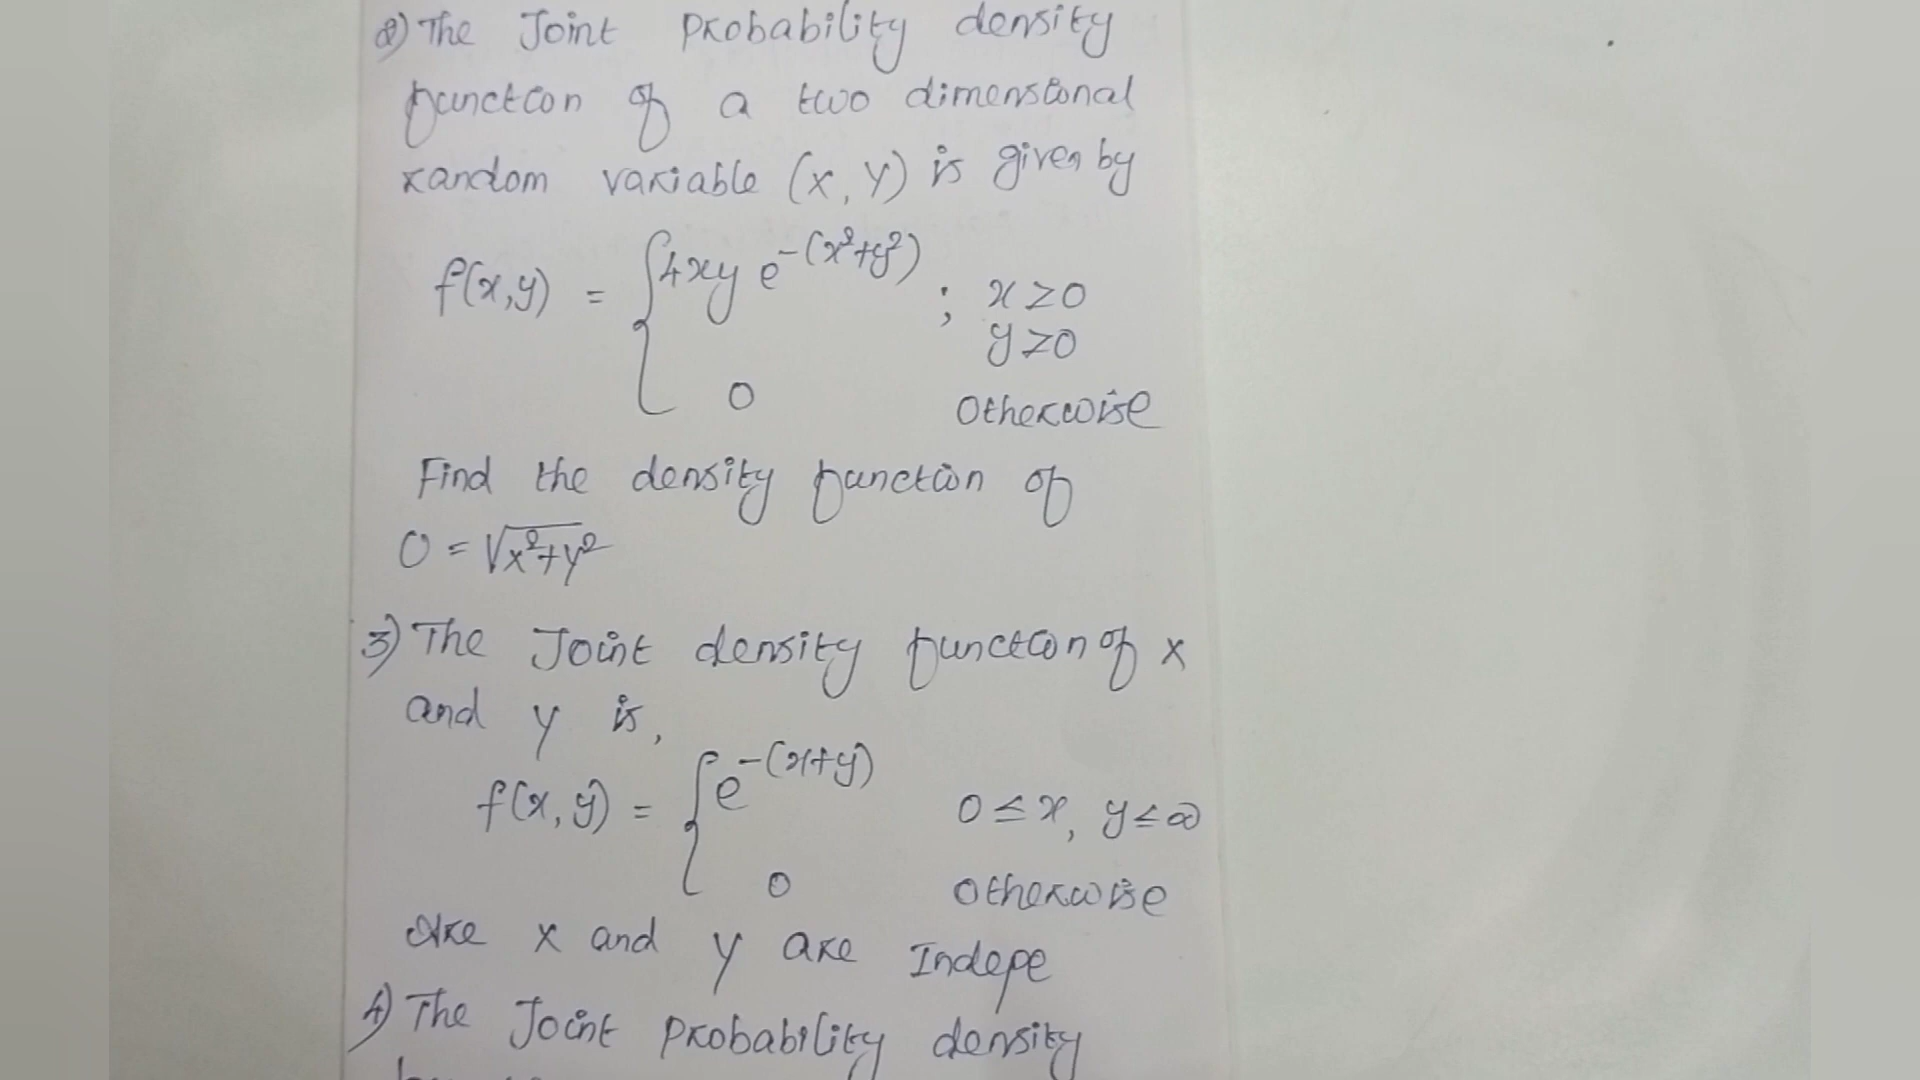 2) The Joint Probability density
function of a two dimensional
random variable (X, Y) is given by
f(x,y) = { 4xy e^-(x²+y²) ; x ≥ 0
y ≥ 0
0 otherwise
Find the density function of
U = √x²+y²
3) The Joint density function of x
and y is,
f(x, y) = { e^-(x+y) 0 ≤ x, y ≤ ∞
0 otherwise
Are x and y are Indepe
4) The Joint Probability density